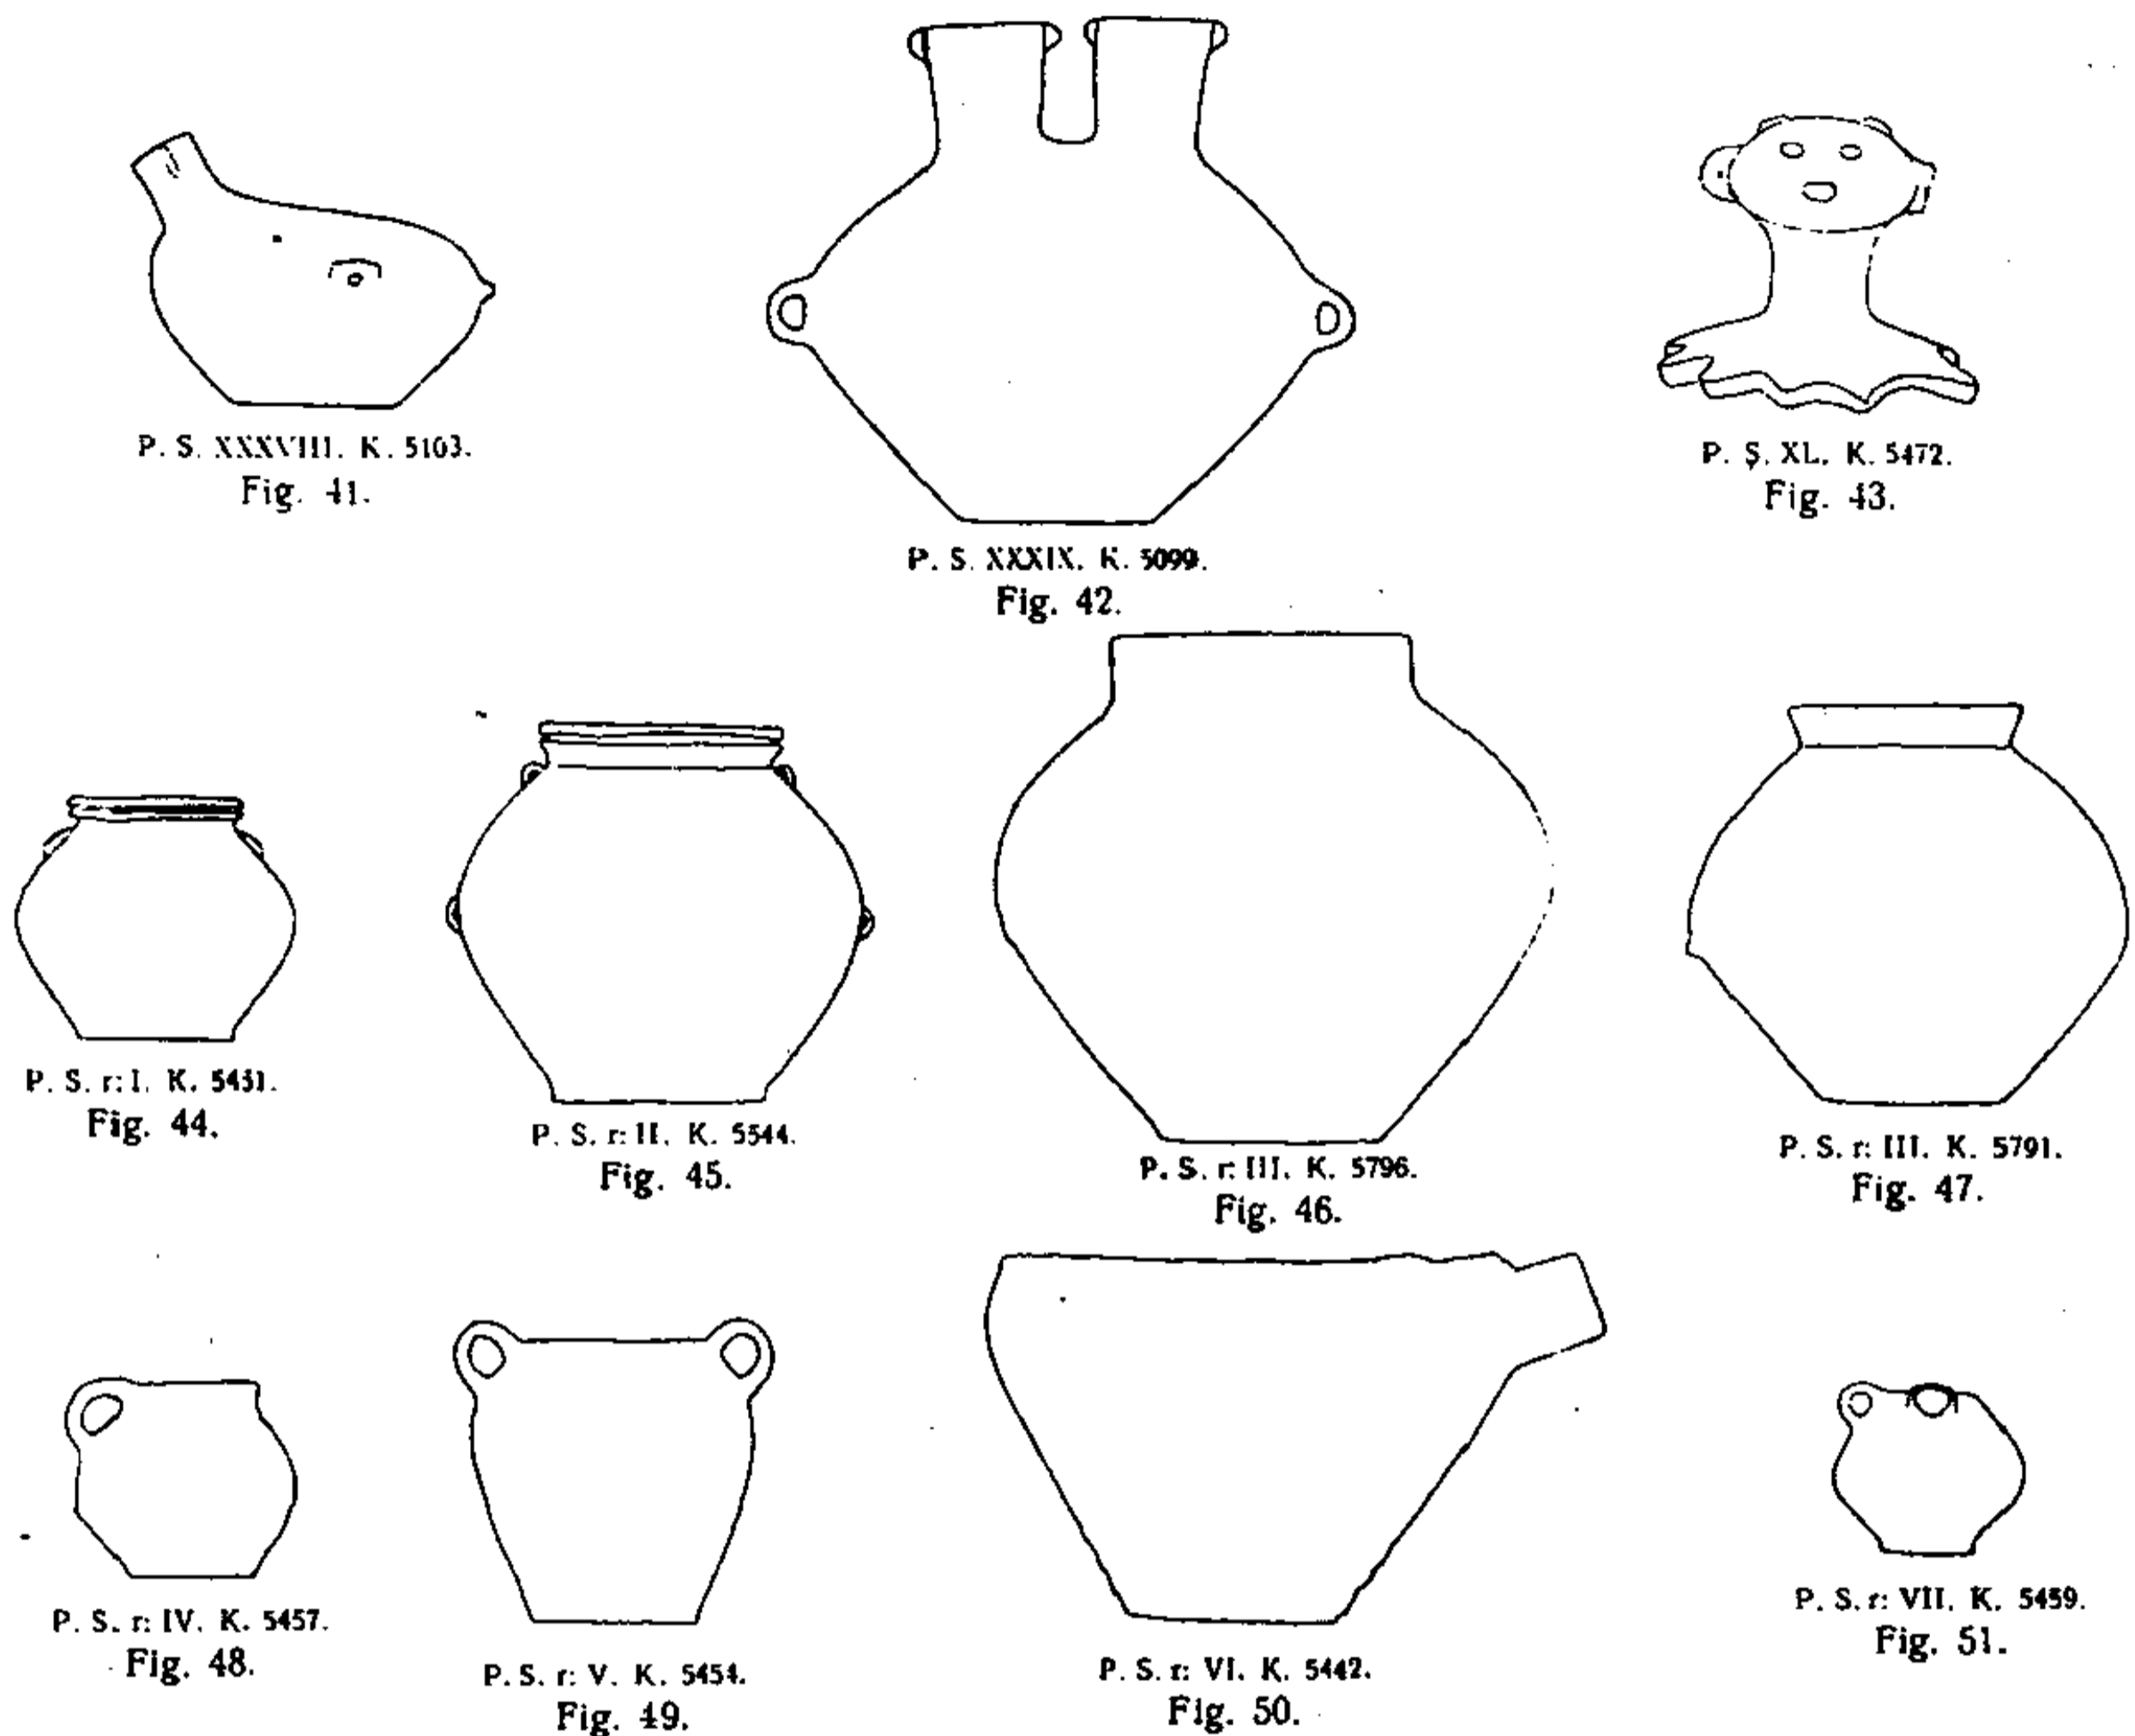 P. S. XXXVIII. K. 5103.
Fig. 41.
P. S. XXXIX. K. 5099.
Fig. 42.
P. S. XL. K. 5472.
Fig. 43.
P. S. r: I. K. 5431.
Fig. 44.
P. S. r: II. K. 5544.
Fig. 45.
P. S. r: III. K. 5796.
Fig. 46.
P. S. r: III. K. 5791.
Fig. 47.
P. S. r: IV. K. 5457.
Fig. 48.
P. S. r: V. K. 5454.
Fig. 49.
P. S. r: VI. K. 5442.
Fig. 50.
P. S. r: VII. K. 5459.
Fig. 51.